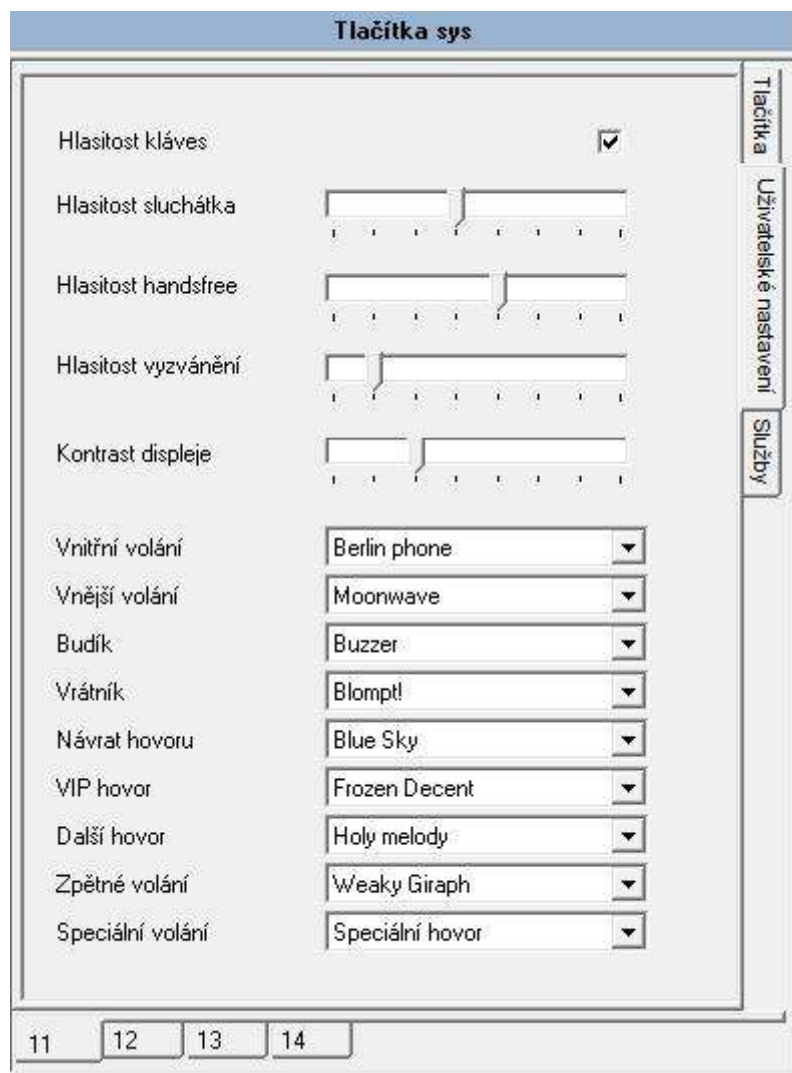 Tlačítka sys
Tlačítka
Uživatelské nastavení
Služby
Hlasitost kláves
Hlasitost sluchátka
Hlasitost handsfree
Hlasitost vyzvánění
Kontrast displeje
Vnitřní volání Berlin phone
Vnější volání Moonwave
Budík Buzzer
Vrátník Blompt!
Návrat hovoru Blue Sky
VIP hovor Frozen Decent
Další hovor Holy melody
Zpětné volání Weaky Giraph
Speciální volání Speciální hovor
11 12 13 14